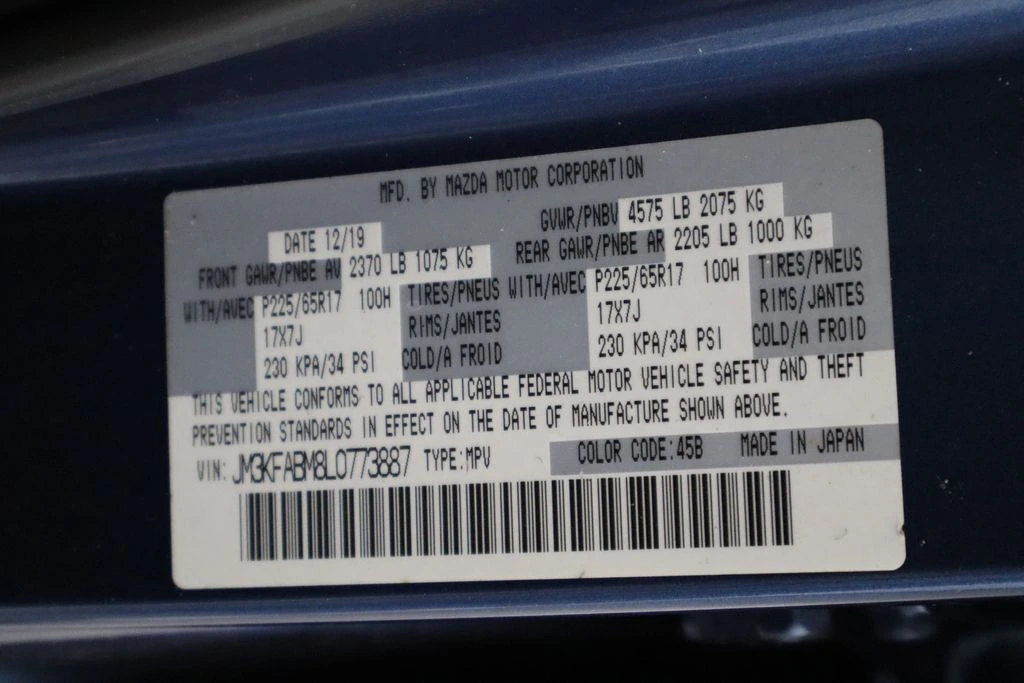 MFD. BY MAZDA MOTOR CORPORATION
DATE 12/19 GVWR/PNBV 4575 LB 2075 KG
FRONT GAWR/PNBE AV 2370 LB 1075 KG REAR GAWR/PNBE AR 2205 LB 1000 KG
WITH/AVEC P225/65R17 100H TIRES/PNEUS WITH/AVEC P225/65R17 100H TIRES/PNEUS
17X7J RIMS/JANTES 17X7J RIMS/JANTES
230 KPA/34 PSI COLD/A FROID 230 KPA/34 PSI COLD/A FROID
THIS VEHICLE CONFORMS TO ALL APPLICABLE FEDERAL MOTOR VEHICLE SAFETY AND THEFT
PREVENTION STANDARDS IN EFFECT ON THE DATE OF MANUFACTURE SHOWN ABOVE.
VIN: JM3KFABM8L0773887 TYPE:MPV COLOR CODE:45B MADE IN JAPAN